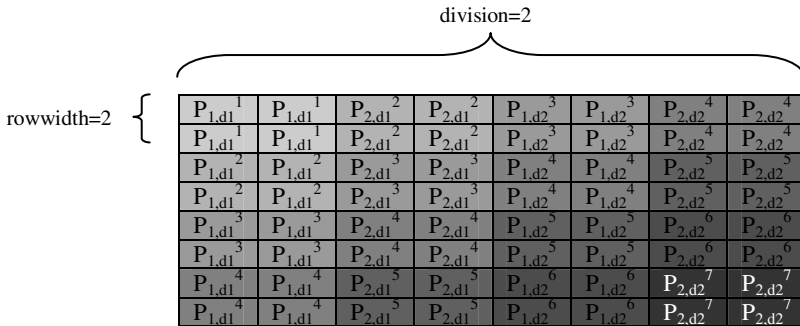 division=2
rowwidth=2
P1,d1^1 P1,d1^1 P2,d1^2 P2,d1^2 P1,d2^3 P1,d2^3 P2,d2^4 P2,d2^4
P1,d1^1 P1,d1^1 P2,d1^2 P2,d1^2 P1,d2^3 P1,d2^3 P2,d2^4 P2,d2^4
P1,d1^2 P1,d1^2 P2,d1^3 P2,d1^3 P1,d2^4 P1,d2^4 P2,d2^5 P2,d2^5
P1,d1^2 P1,d1^2 P2,d1^3 P2,d1^3 P1,d2^4 P1,d2^4 P2,d2^5 P2,d2^5
P1,d1^3 P1,d1^3 P2,d1^4 P2,d1^4 P1,d2^5 P1,d2^5 P2,d2^6 P2,d2^6
P1,d1^3 P1,d1^3 P2,d1^4 P2,d1^4 P1,d2^5 P1,d2^5 P2,d2^6 P2,d2^6
P1,d1^4 P1,d1^4 P2,d1^5 P2,d1^5 P1,d2^6 P1,d2^6 P2,d2^7 P2,d2^7
P1,d1^4 P1,d1^4 P2,d1^5 P2,d1^5 P1,d2^6 P1,d2^6 P2,d2^7 P2,d2^7